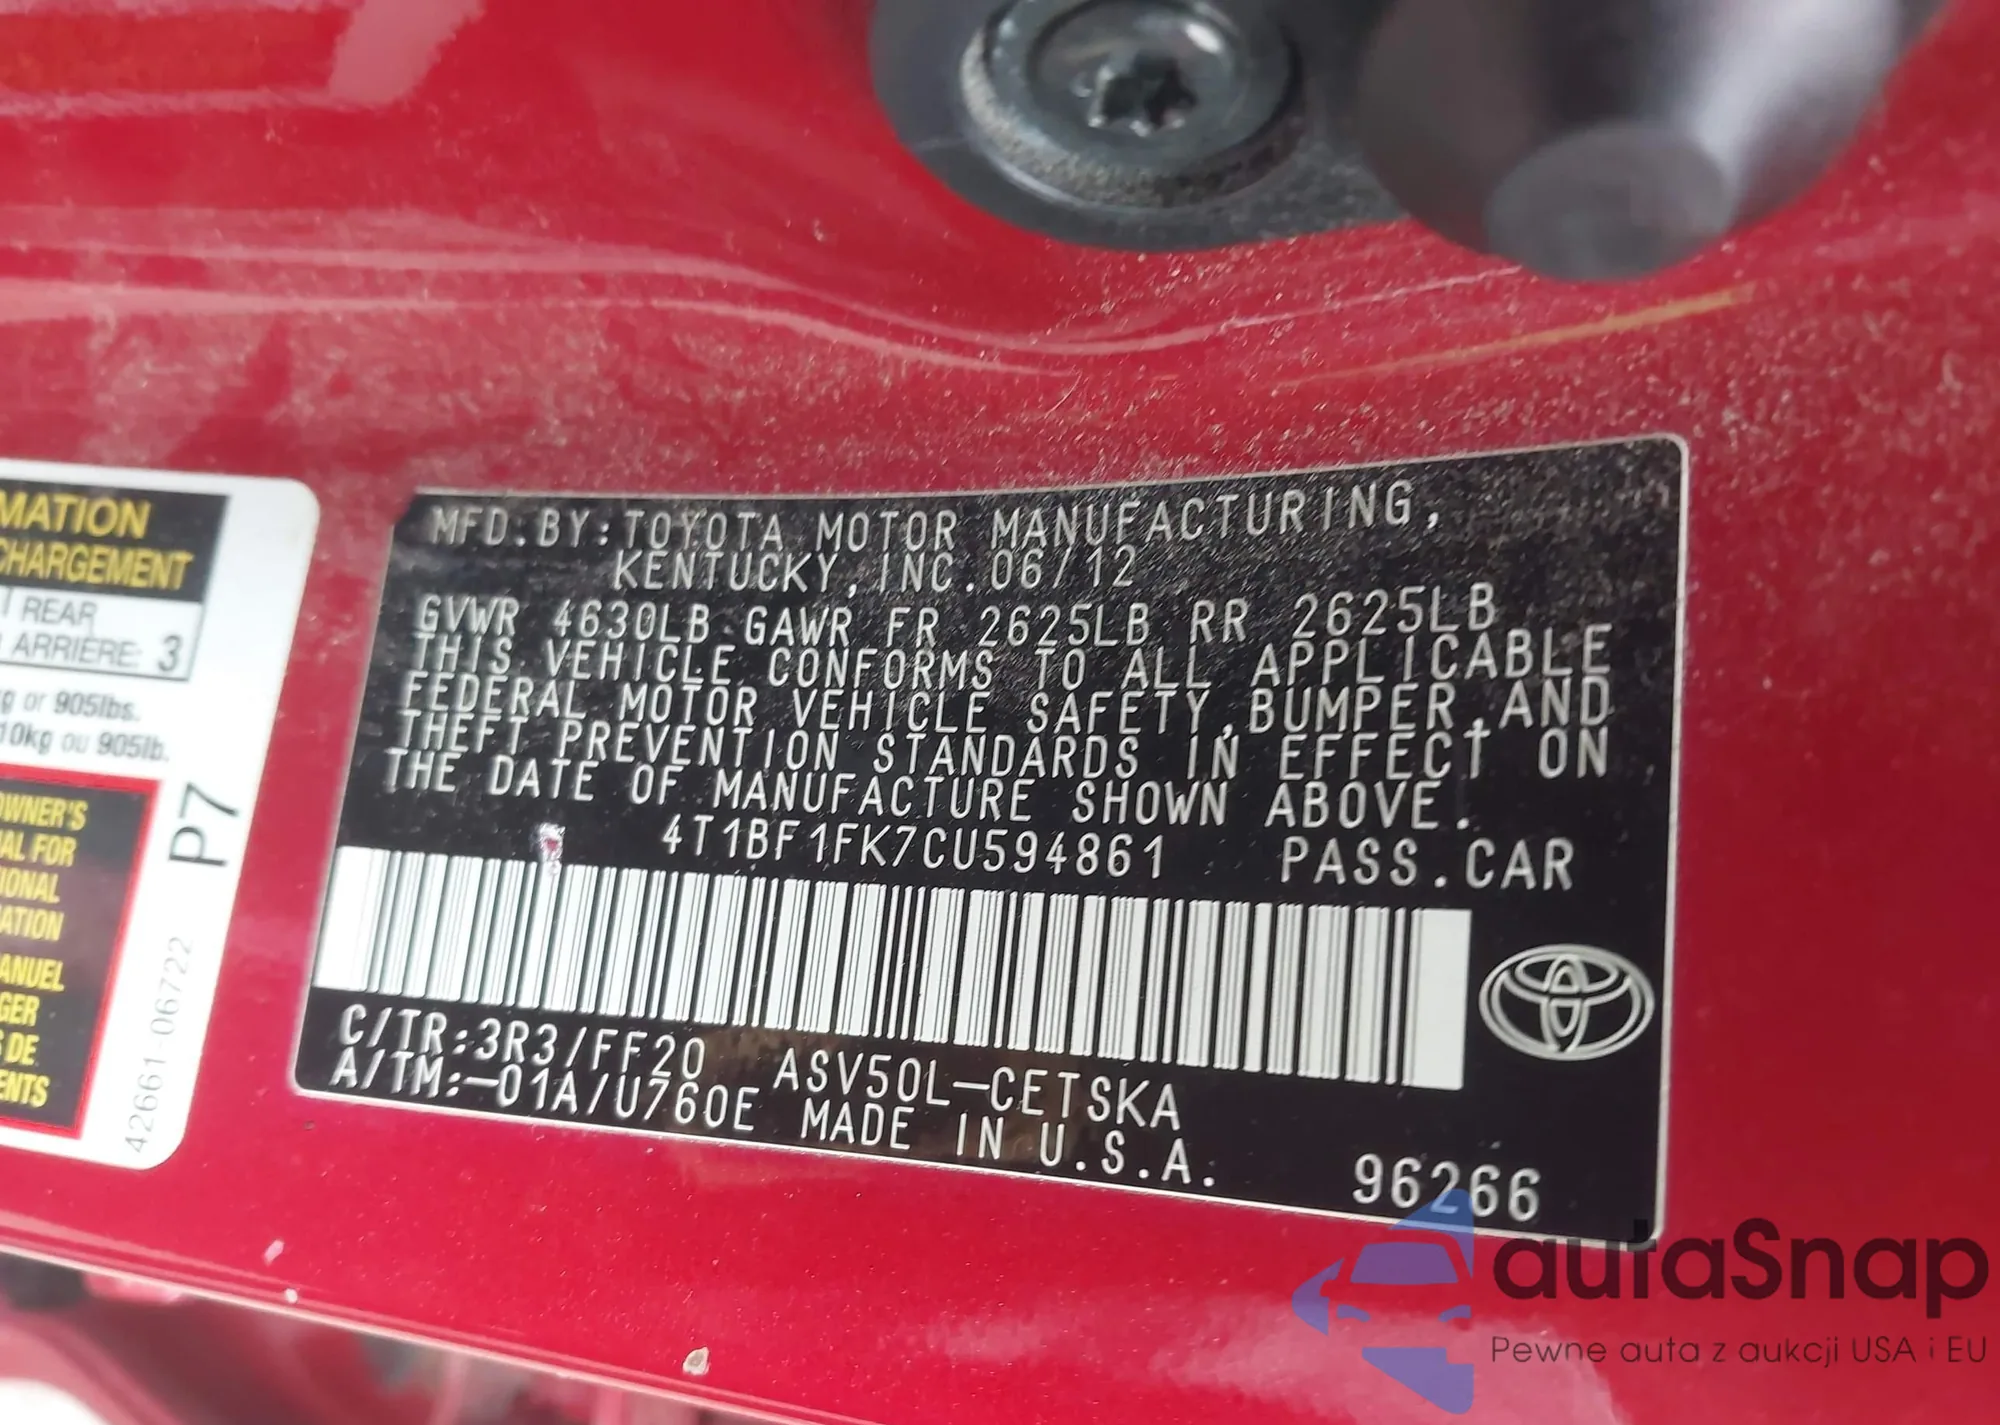 MATION
CHARGEMENT
REAR
ARRIERE: 3
g or 905lbs.
10kg ou 905lb.
OWNER'S
AL FOR
IONAL
ATION
ANUEL
GER
S DE
ENTS
P7
42661-06722
MFD.BY:TOYOTA MOTOR MANUFACTURING,
KENTUCKY,INC.06/12
GVWR 4630LB GAWR FR 2625LB RR 2625LB
THIS VEHICLE CONFORMS TO ALL APPLICABLE
FEDERAL MOTOR VEHICLE SAFETY,BUMPER,AND
THEFT PREVENTION STANDARDS IN EFFECT ON
THE DATE OF MANUFACTURE SHOWN ABOVE.
4T1BF1FK7CU594861 PASS.CAR
C/TR:3R3/FF20 ASV50L-CETSKA
A/TM:-01A/U760E MADE IN U.S.A.
96266
autaSnap
Pewne auta z aukcji USA i EU